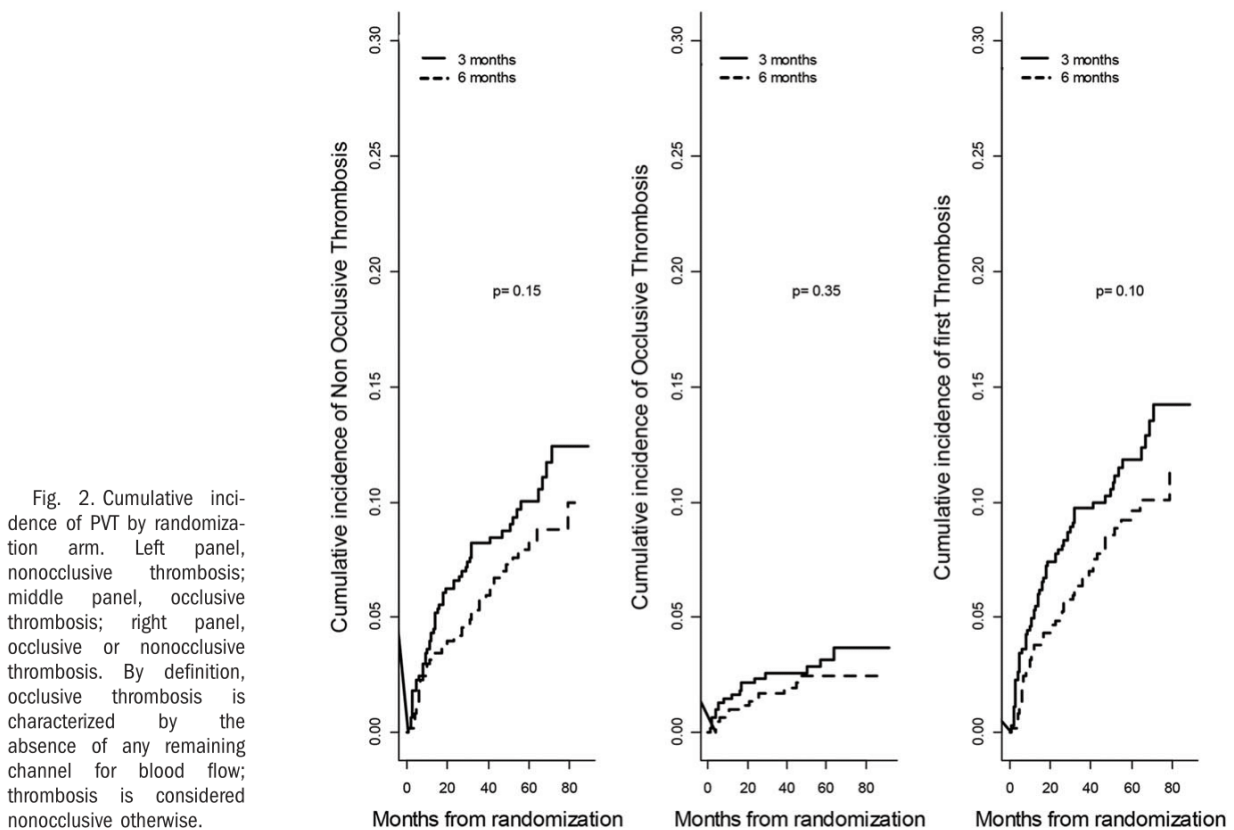 Fig. 2. Cumulative inci-
dence of PVT by randomiza-
tion arm. Left panel,
nonocclusive thrombosis;
middle panel, occlusive
thrombosis; right panel,
occlusive or nonocclusive
thrombosis. By definition,
occlusive thrombosis is
characterized by the
absence of any remaining
channel for blood flow;
thrombosis is considered
nonocclusive otherwise.
Cumulative incidence of Non Occlusive Thrombosis
0.30
0.25
0.20
0.15
0.10
0.05
0.00
3 months
6 months
p= 0.15
0 20 40 60 80
Months from randomization
Cumulative incidence of Occlusive Thrombosis
0.30
0.25
0.20
0.15
0.10
0.05
0.00
3 months
6 months
p= 0.35
0 20 40 60 80
Months from randomization
Cumulative incidence of first Thrombosis
0.30
0.25
0.20
0.15
0.10
0.05
0.00
3 months
6 months
p= 0.10
0 20 40 60 80
Months from randomization